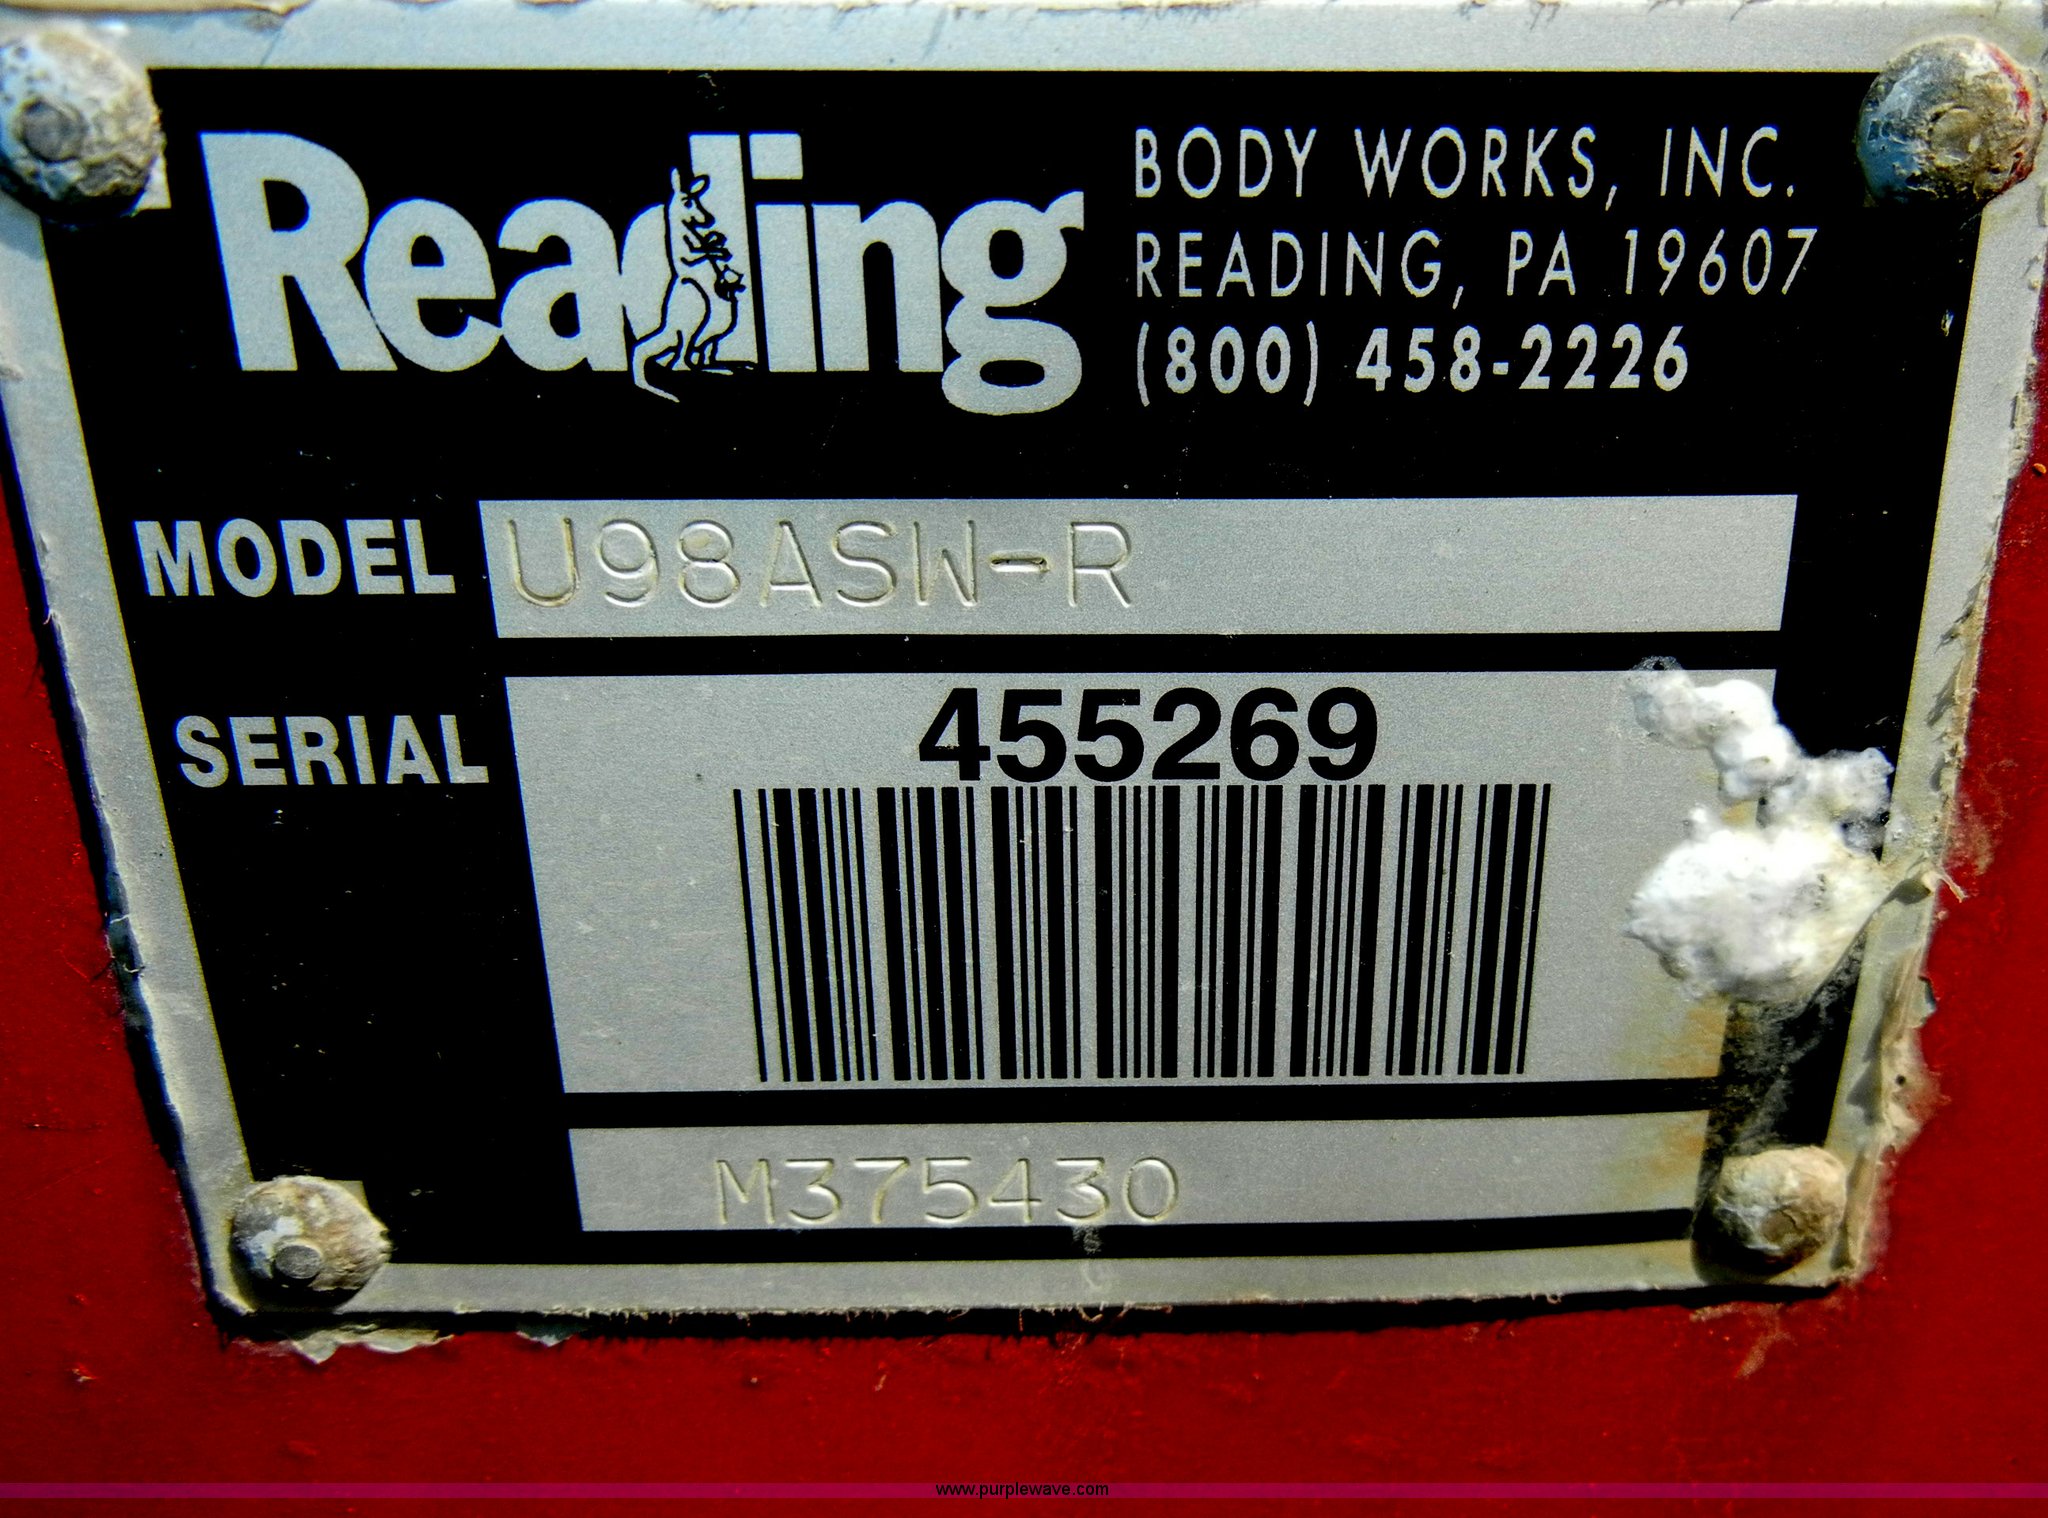 Reading
BODY WORKS, INC.
READING, PA 19607
(800) 458-2226
MODEL U98ASW-R
SERIAL 455269
M375430
www.purplewave.com